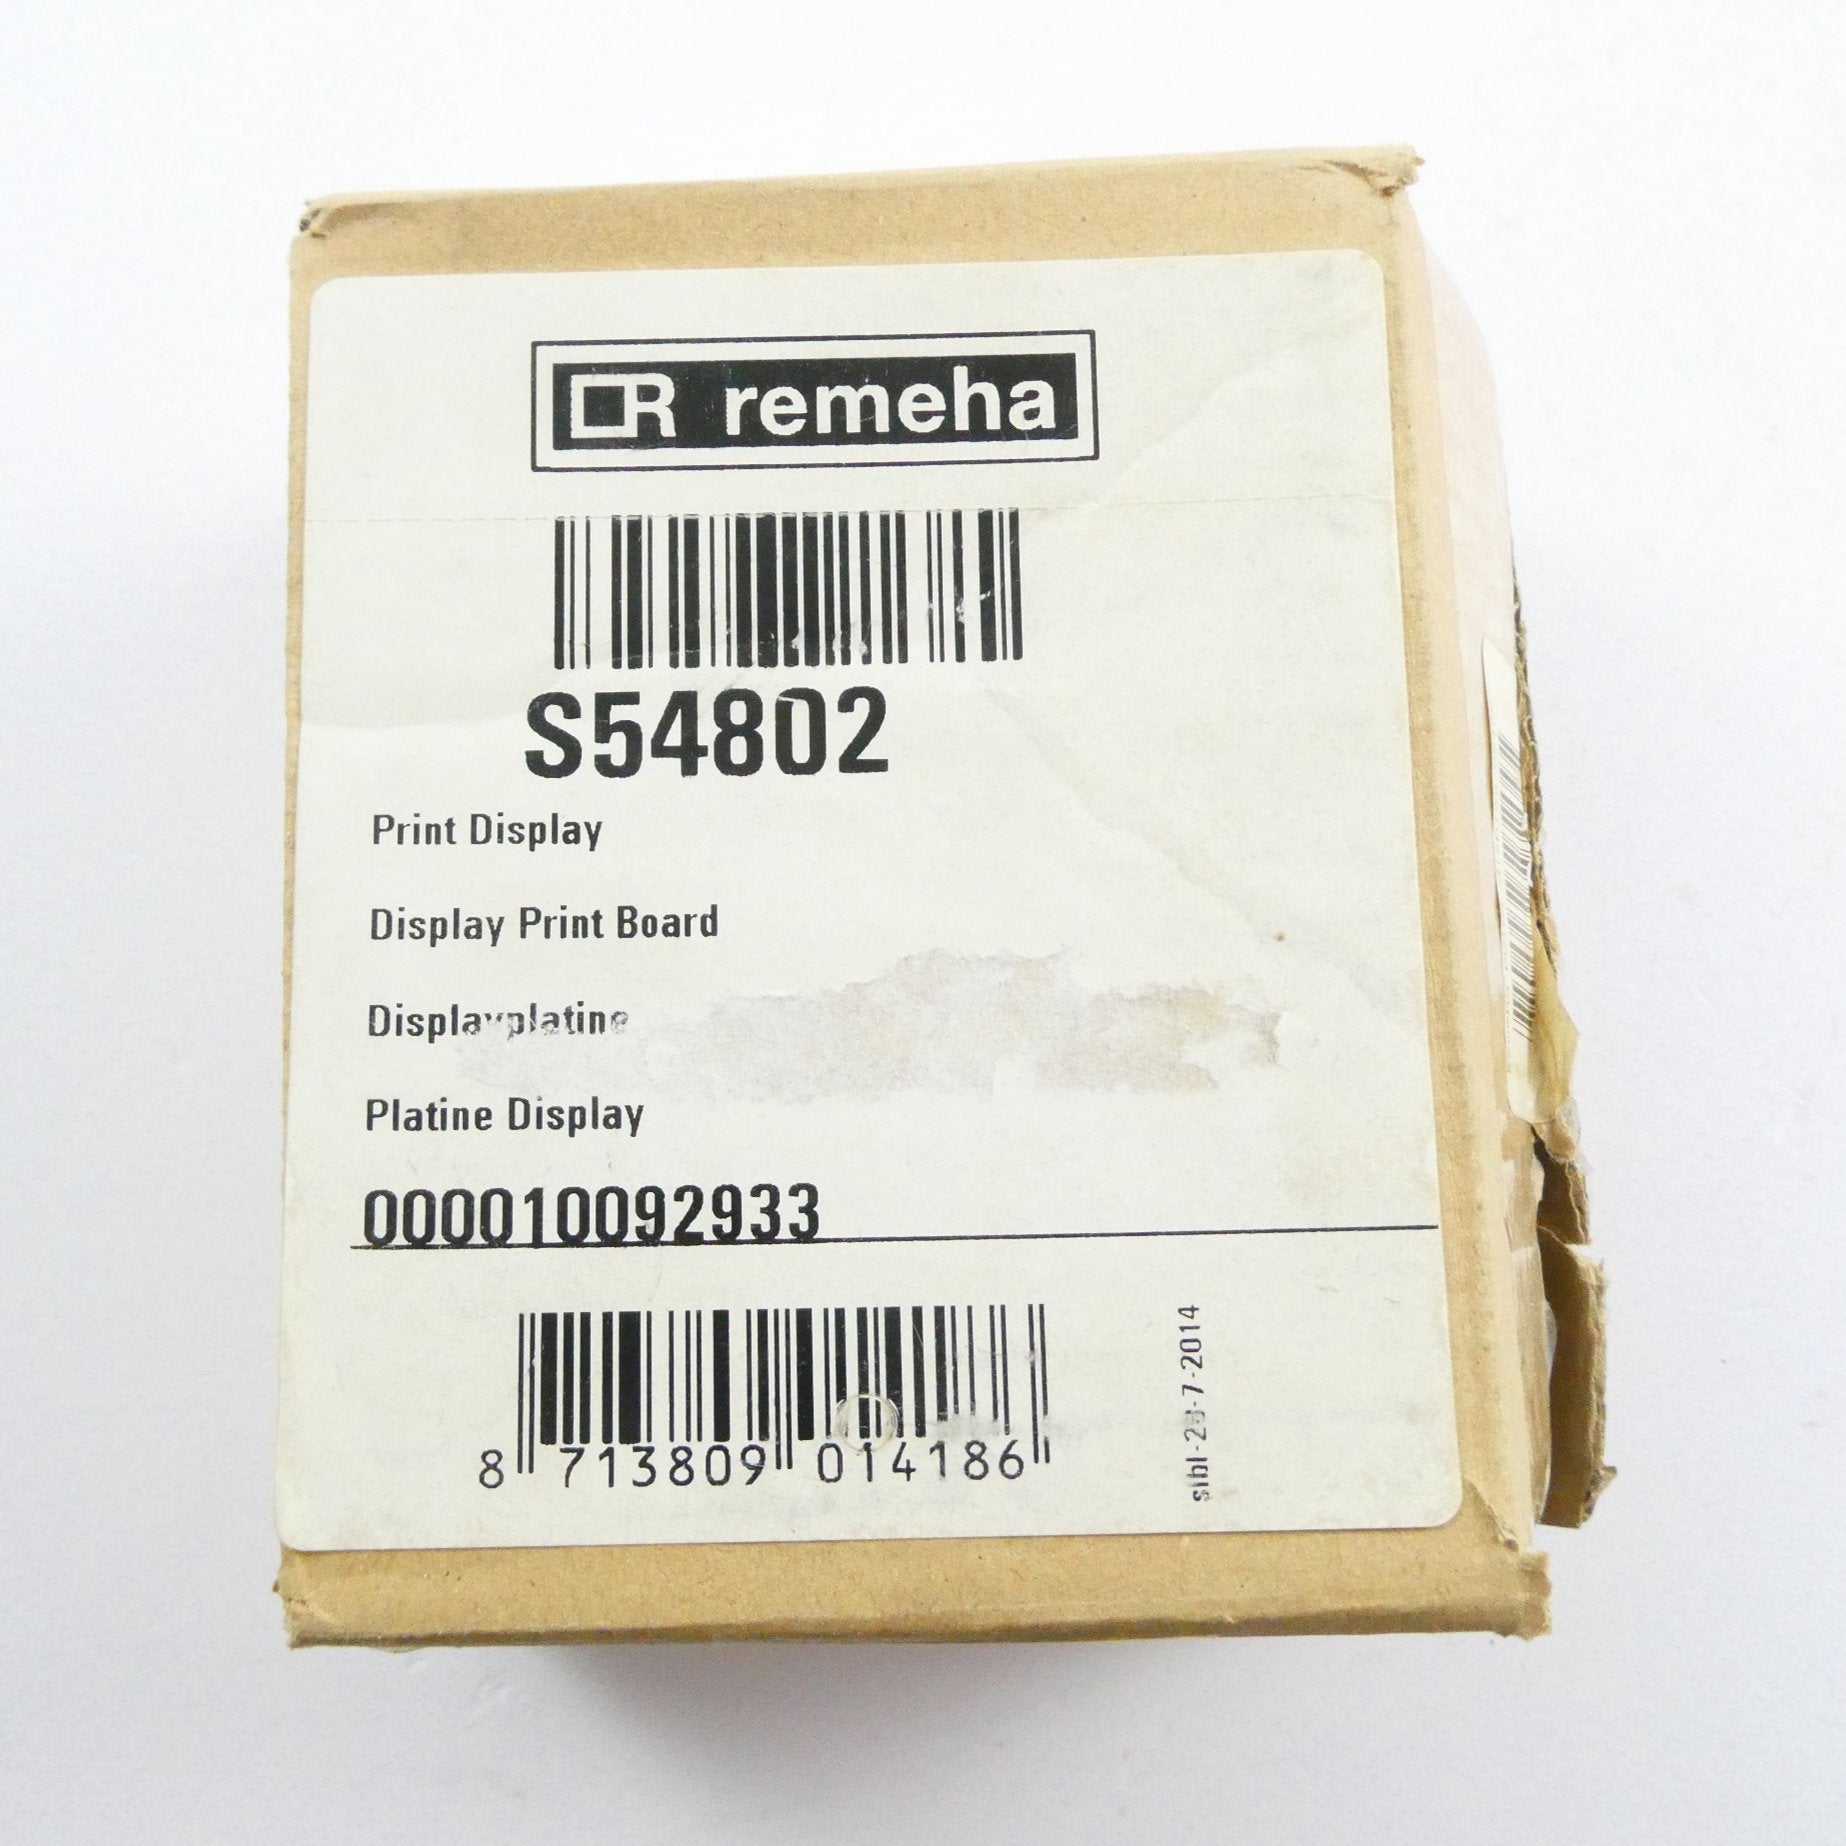 remeha
S54802
Print Display
Display Print Board
Displayplatine
Platine Display
000010092933
8 713809 014186